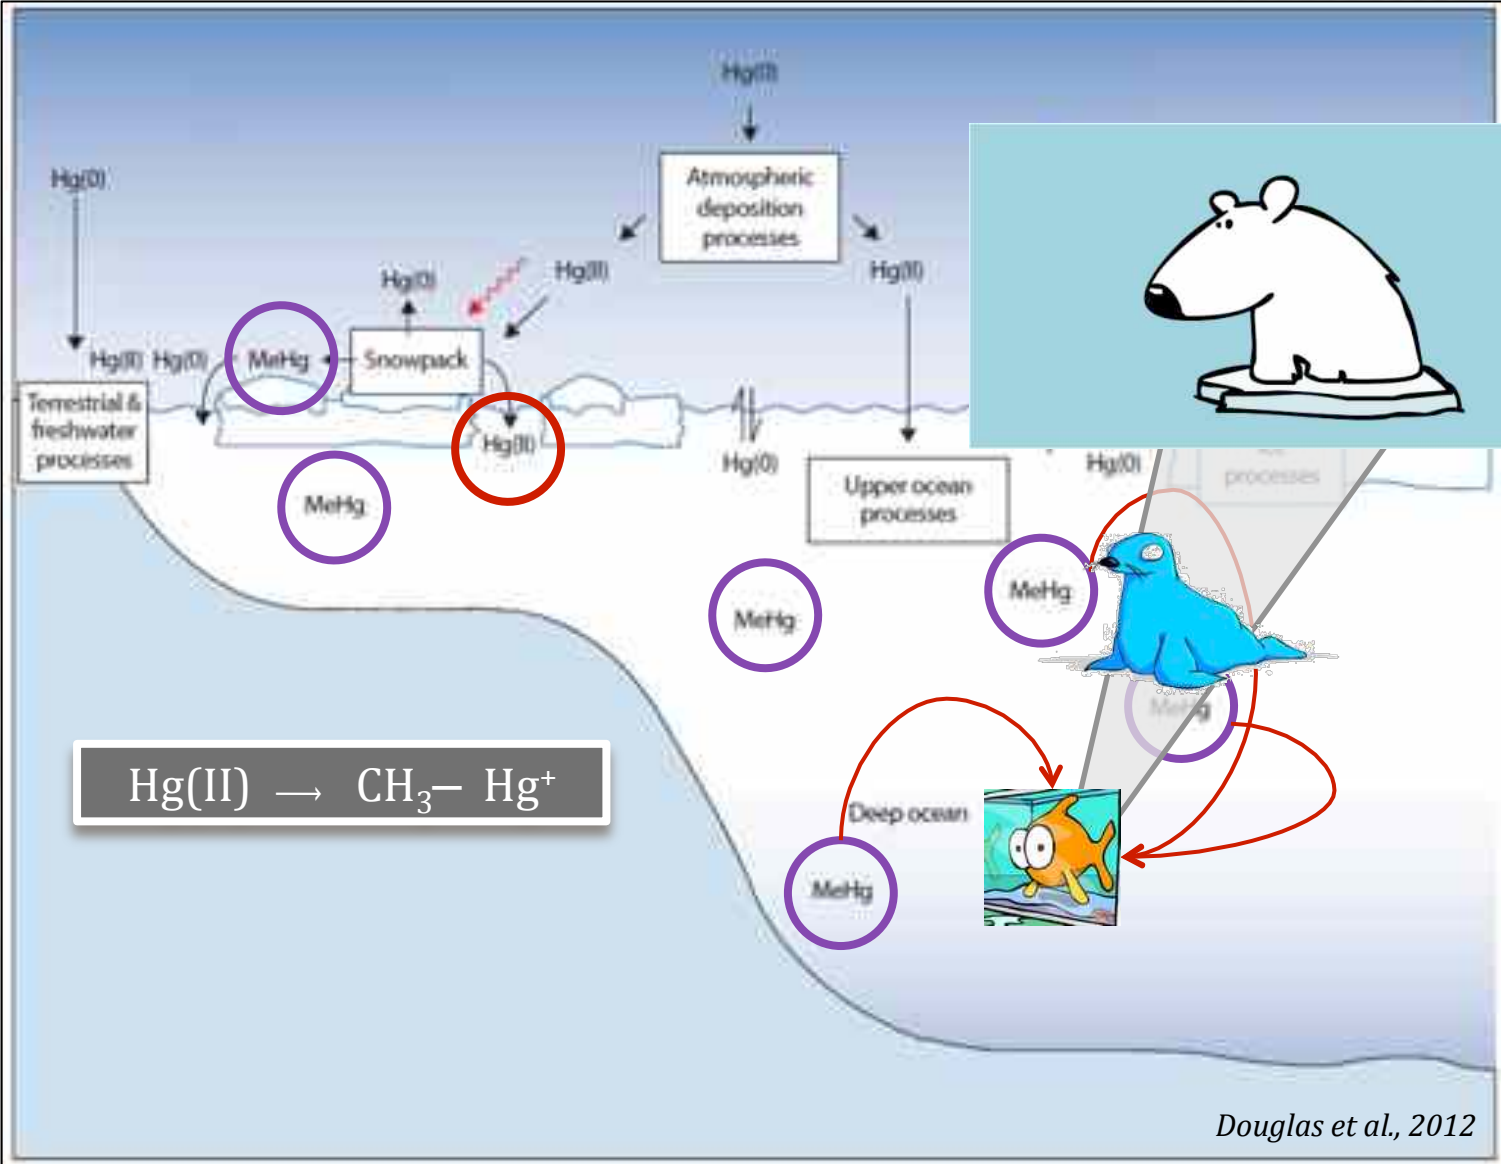 Hg(0)
Atmospheric
deposition
processes
Hg(0)
Hg(II)
Hg(II)
Hg(0)
Hg(II) Hg(0)
MeHg
Snowpack
Terrestrial &
freshwater
processes
Hg(II)
Hg(0)
Hg(0)
processes
Upper ocean
processes
MeHg
MeHg
MeHg
MeHg
Hg(II) → CH₃– Hg⁺
Deep ocean
MeHg
Douglas et al., 2012